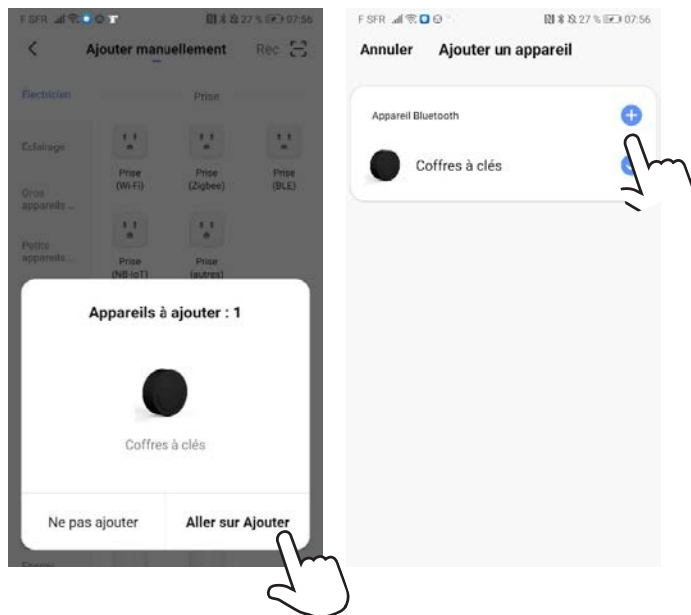 F SFR 27 % 07:56
Ajouter manuellement Rec
Electricien
Prise
Eclairage
Prise
(Wi-Fi)
Prise
(Zigbee)
Prise
(BLE)
Gros
appareils...
Petits
appareils...
Prise
(NB-IoT)
Prise
(autres)
Appareils à ajouter : 1
Coffres à clés
Ne pas ajouter
Aller sur Ajouter
Energy
F SFR 27 % 07:56
Annuler
Ajouter un appareil
Appareil Bluetooth
Coffres à clés